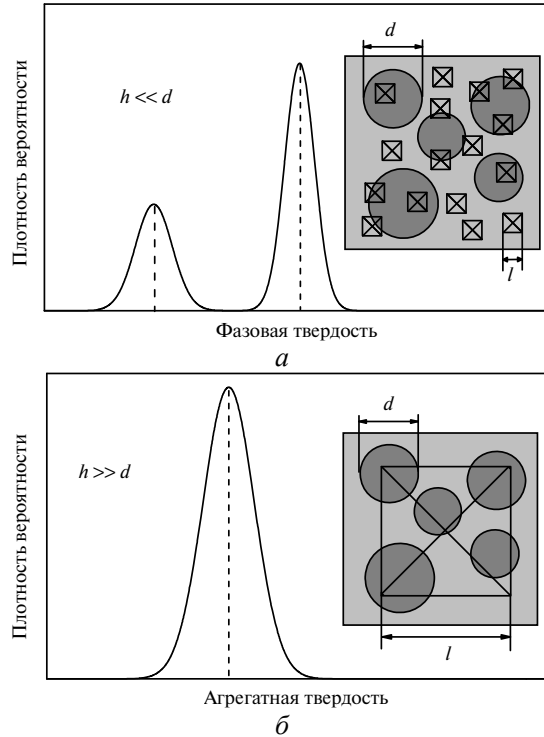 Плотность вероятности
h << d
d
l
Фазовая твердость
а
Плотность вероятности
h >> d
d
l
Агрегатная твердость
б